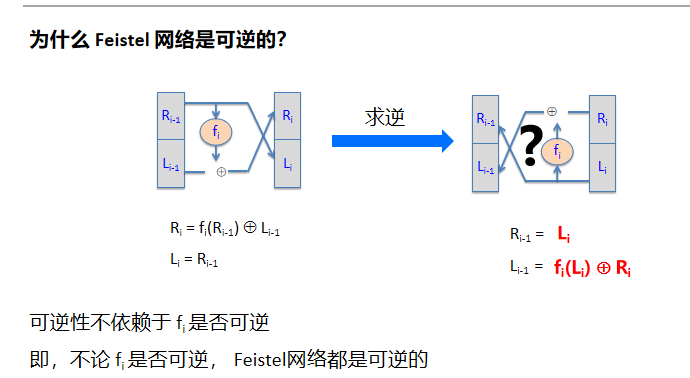 为什么 Feistel 网络是可逆的?
R_{i-1}
f_i
L_{i-1}
⊕
R_i
L_i
求逆
R_{i-1}
L_{i-1}
?
⊕
f_i
R_i
L_i
R_i = f_i(R_{i-1}) ⊕ L_{i-1}
L_i = R_{i-1}
R_{i-1} = L_i
L_{i-1} = f_i(L_i) ⊕ R_i
可逆性不依赖于 f_i 是否可逆
即，不论 f_i 是否可逆， Feistel网络都是可逆的